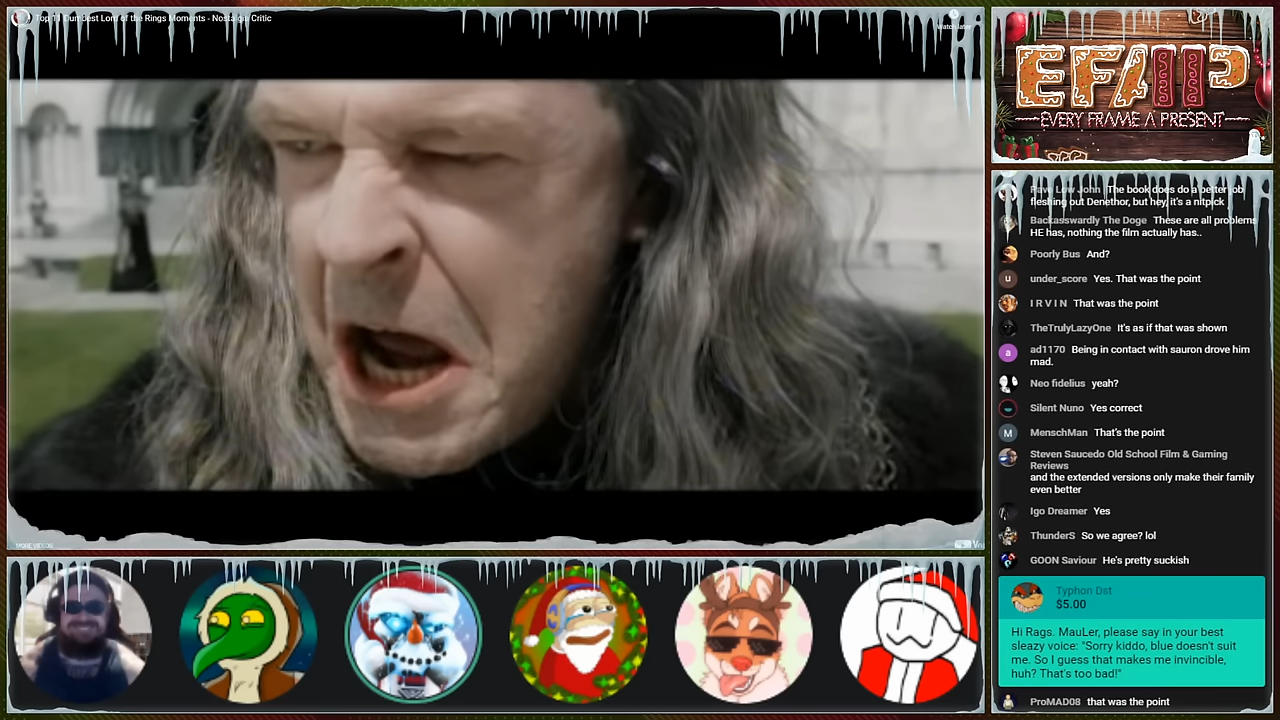 Top 11 Dumbest Lord of the Rings Moments - Nostalgia Critic
Watch later
MORE VIDEOS
EFAP
EVERY FRAME A PRESENT
Pave Low John The book does do a better job
fleshing out Denethor, but hey, it's a nitpick
Backasswardly The Doge These are all problems
HE has, nothing the film actually has..
Poorly Bus And?
u under_score Yes. That was the point
I R V I N That was the point
TheTrulyLazyOne It's as if that was shown
a ad1170 Being in contact with sauron drove him
mad.
Neo fidelius yeah?
Silent Nuno Yes correct
M MenschMan That's the point
Steven Saucedo Old School Film & Gaming
Reviews
and the extended versions only make their family
even better
Igo Dreamer Yes
ThunderS So we agree? lol
GOON Saviour He's pretty suckish
Typhon Dst
$5.00
Hi Rags. MauLer, please say in your best
sleazy voice: "Sorry kiddo, blue doesn't suit
me. So I guess that makes me invincible,
huh? That's too bad!"
ProMAD08 that was the point